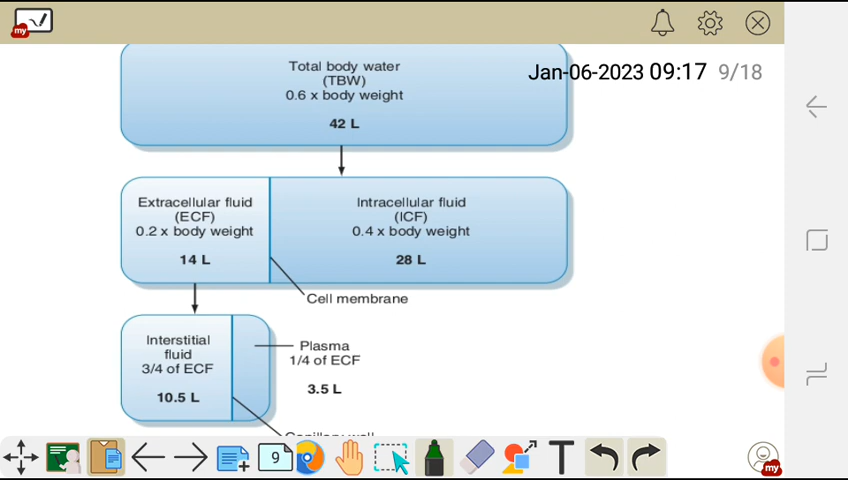 my
Jan-06-2023 09:17 9/18
Total body water
(TBW)
0.6 x body weight
42 L
Extracellular fluid
(ECF)
0.2 x body weight
14 L
Intracellular fluid
(ICF)
0.4 x body weight
28 L
Cell membrane
Interstitial
fluid
3/4 of ECF
10.5 L
Plasma
1/4 of ECF
3.5 L
9
T
my